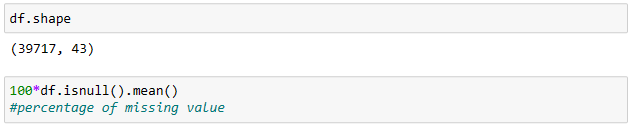 df.shape
(39717, 43)
100*df.isnull().mean()
#percentage of missing value